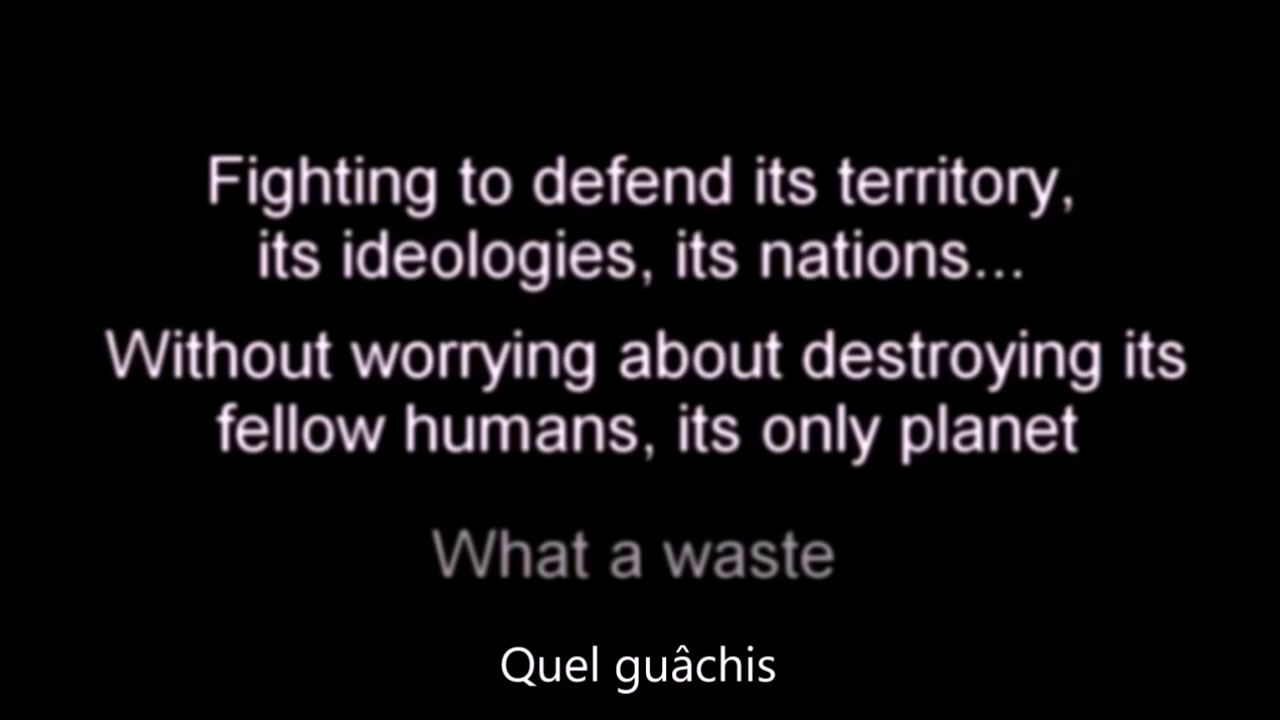 Fighting to defend its territory,
its ideologies, its nations...
Without worrying about destroying its
fellow humans, its only planet
What a waste
Quel guâchis